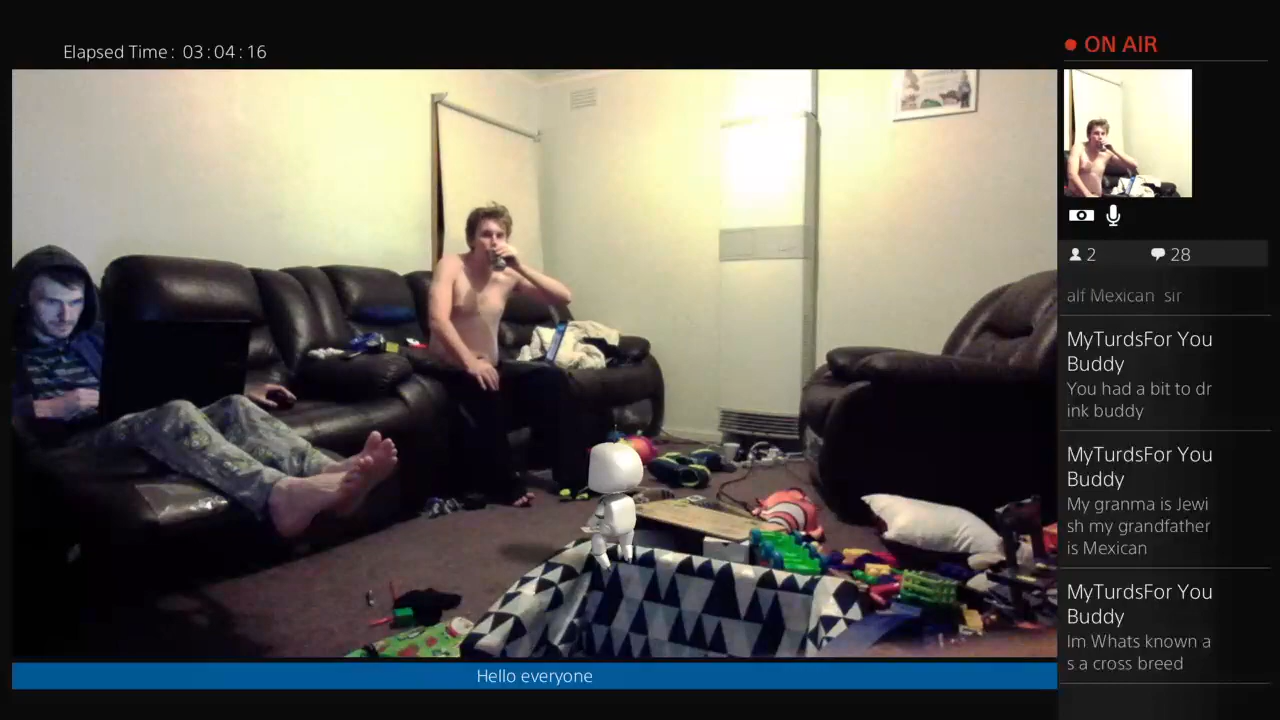 Elapsed Time: 03:04:16
ON AIR
2
28
alf Mexican sir
MyTurdsFor You
Buddy
You had a bit to dr
ink buddy
MyTurdsFor You
Buddy
My granma is Jewi
sh my grandfather
is Mexican
MyTurdsFor You
Buddy
Im Whats known a
s a cross breed
Hello everyone